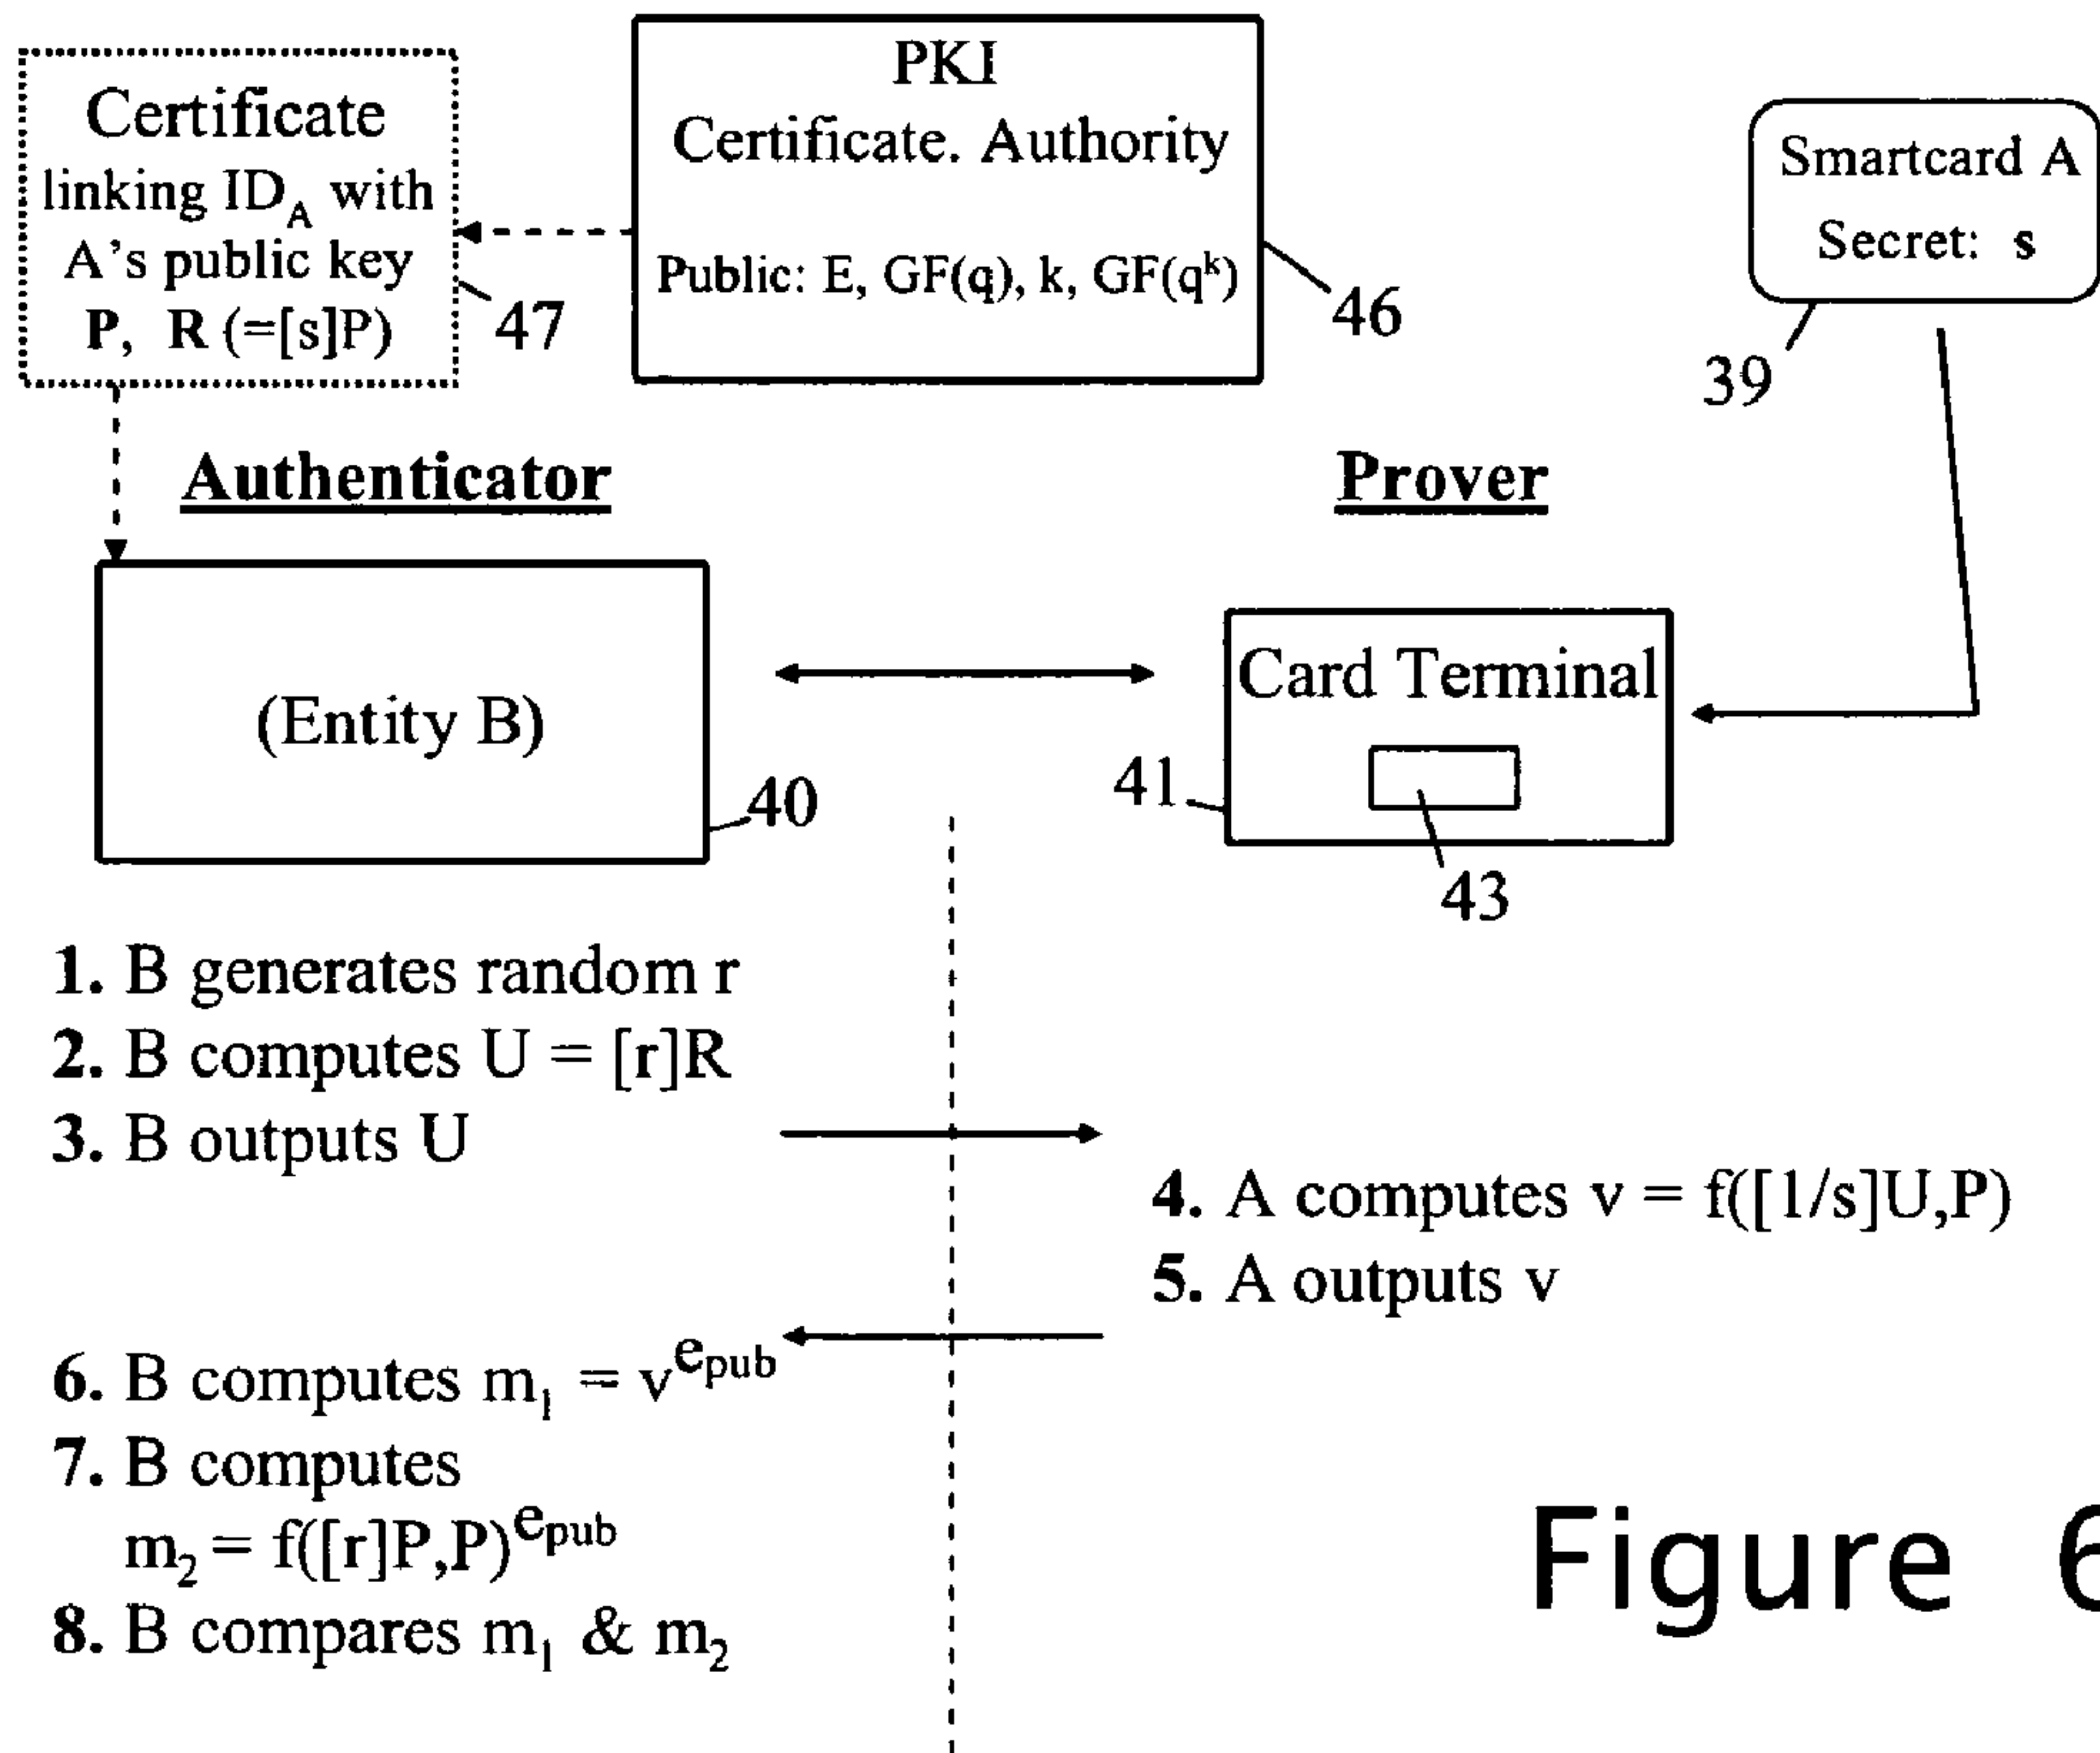 PKI
Certificate. Authority
Public: E, GF(q), k, GF(q^k)
46
Certificate
linking ID_A with
A's public key
P, R (=[s]P)
47
Smartcard A
Secret: s
39
Authenticator
Prover
(Entity B)
40
Card Terminal
41
43
1. B generates random r
2. B computes U = [r]R
3. B outputs U
4. A computes v = f([1/s]U,P)
5. A outputs v
6. B computes m_1 = v^e_pub
7. B computes
m_2 = f([r]P,P)^e_pub
8. B compares m_1 & m_2
Figure 6